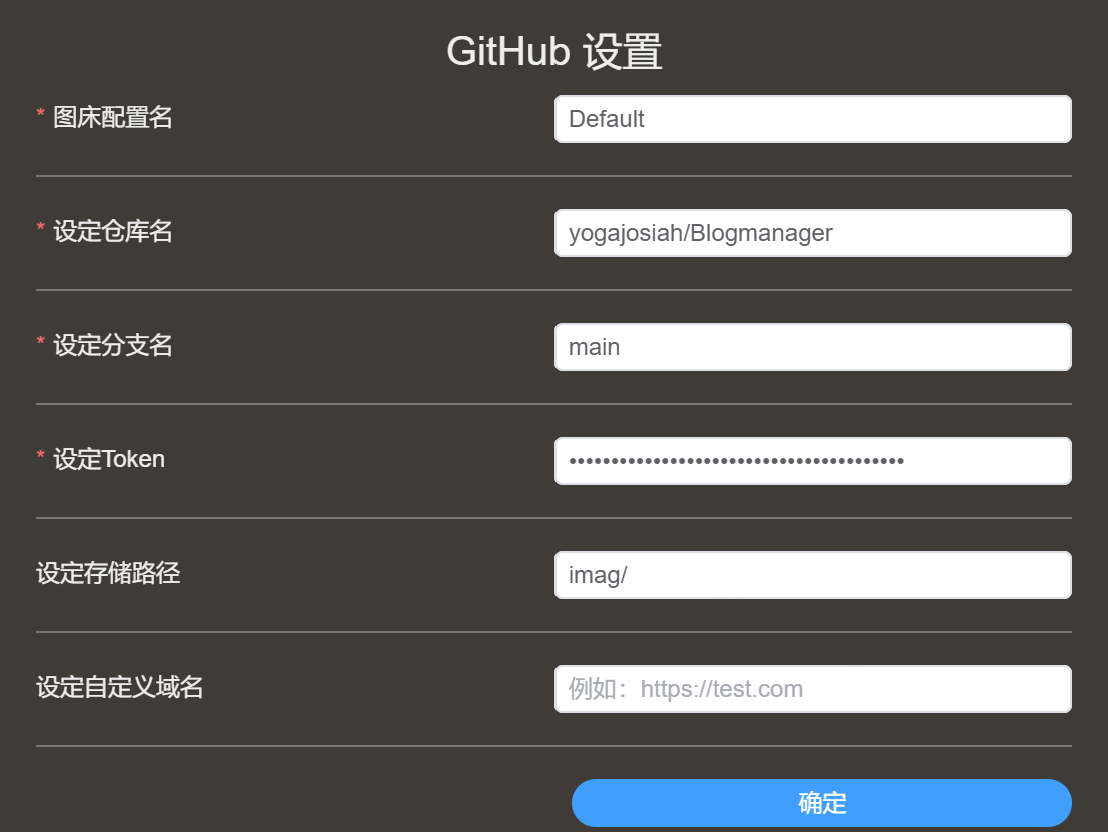 GitHub 设置
* 图床配置名
Default
* 设定仓库名
yogajosiah/Blogmanager
* 设定分支名
main
* 设定Token
••••••••••••••••••••••••••••••••••••••••
设定存储路径
imag/
设定自定义域名
例如：https://test.com
确定